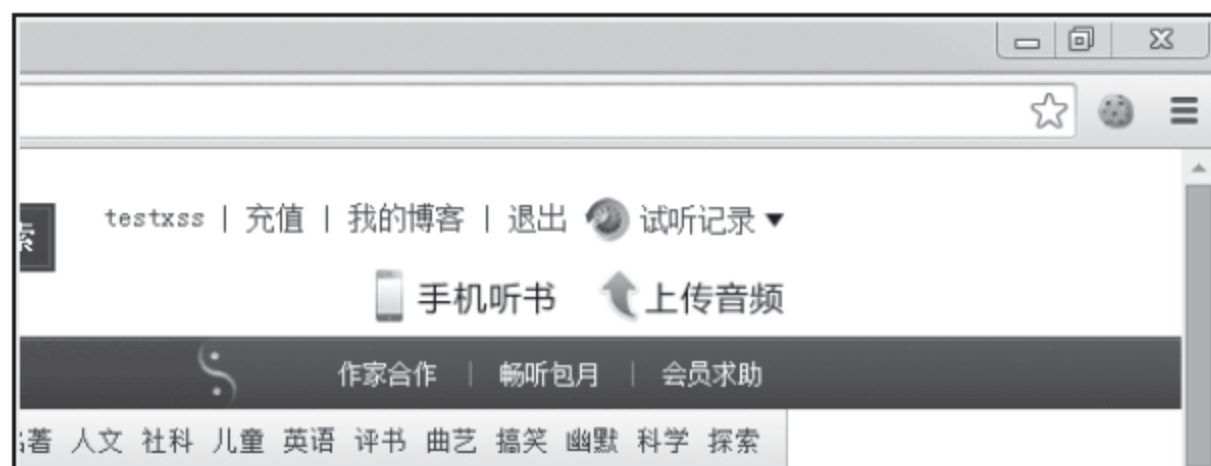 索 testxss | 充值 | 我的博客 | 退出 试听记录▼
手机听书 上传音频
作家合作 | 畅听包月 | 会员求助
著 人文 社科 儿童 英语 评书 曲艺 搞笑 幽默 科学 探索